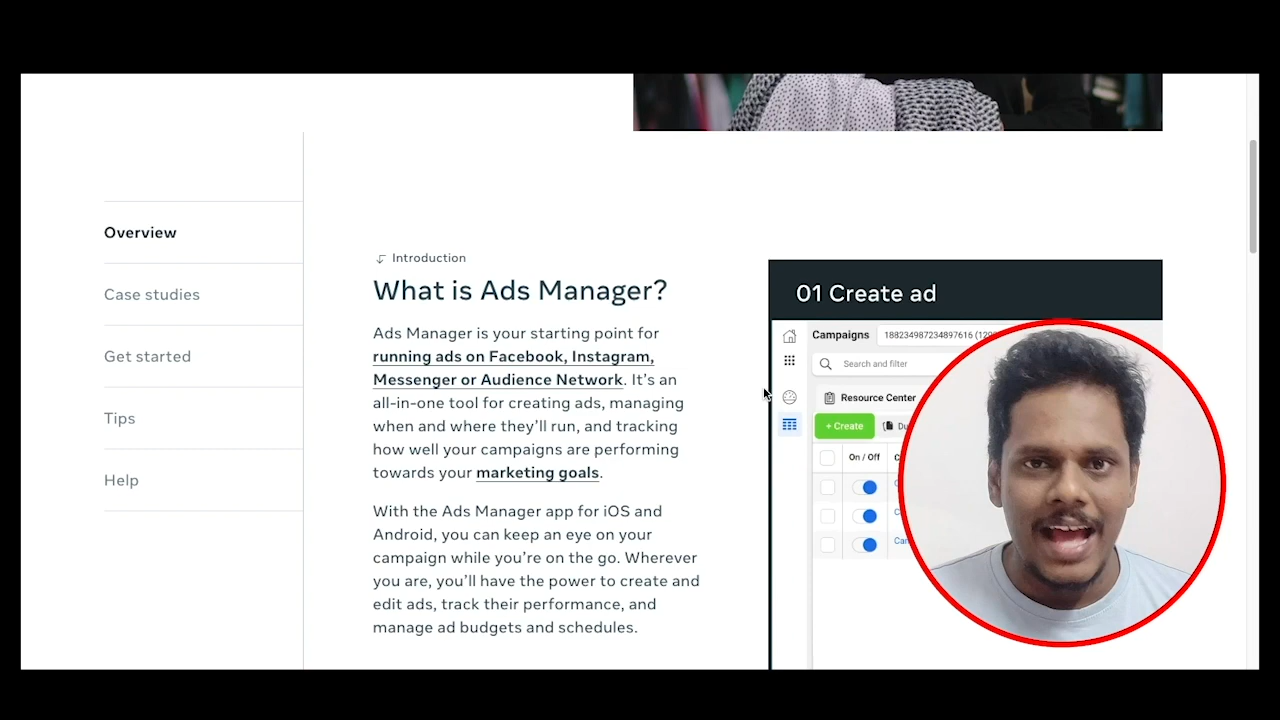 Overview
Case studies
Get started
Tips
Help
Introduction
What is Ads Manager?
Ads Manager is your starting point for
running ads on Facebook, Instagram,
Messenger or Audience Network. It’s an
all-in-one tool for creating ads, managing
when and where they’ll run, and tracking
how well your campaigns are performing
towards your marketing goals.
With the Ads Manager app for iOS and
Android, you can keep an eye on your
campaign while you’re on the go. Wherever
you are, you’ll have the power to create and
edit ads, track their performance, and
manage ad budgets and schedules.
01 Create ad
Campaigns
Search and filter
Resource Center
+ Create
On / Off